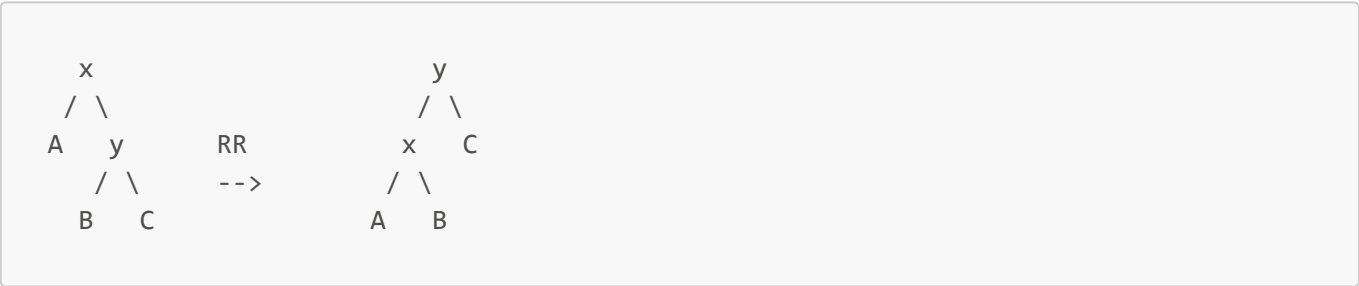 x                      y
 / \                    / \
A   y      RR          x   C
   / \     -->        / \
  B   C              A   B